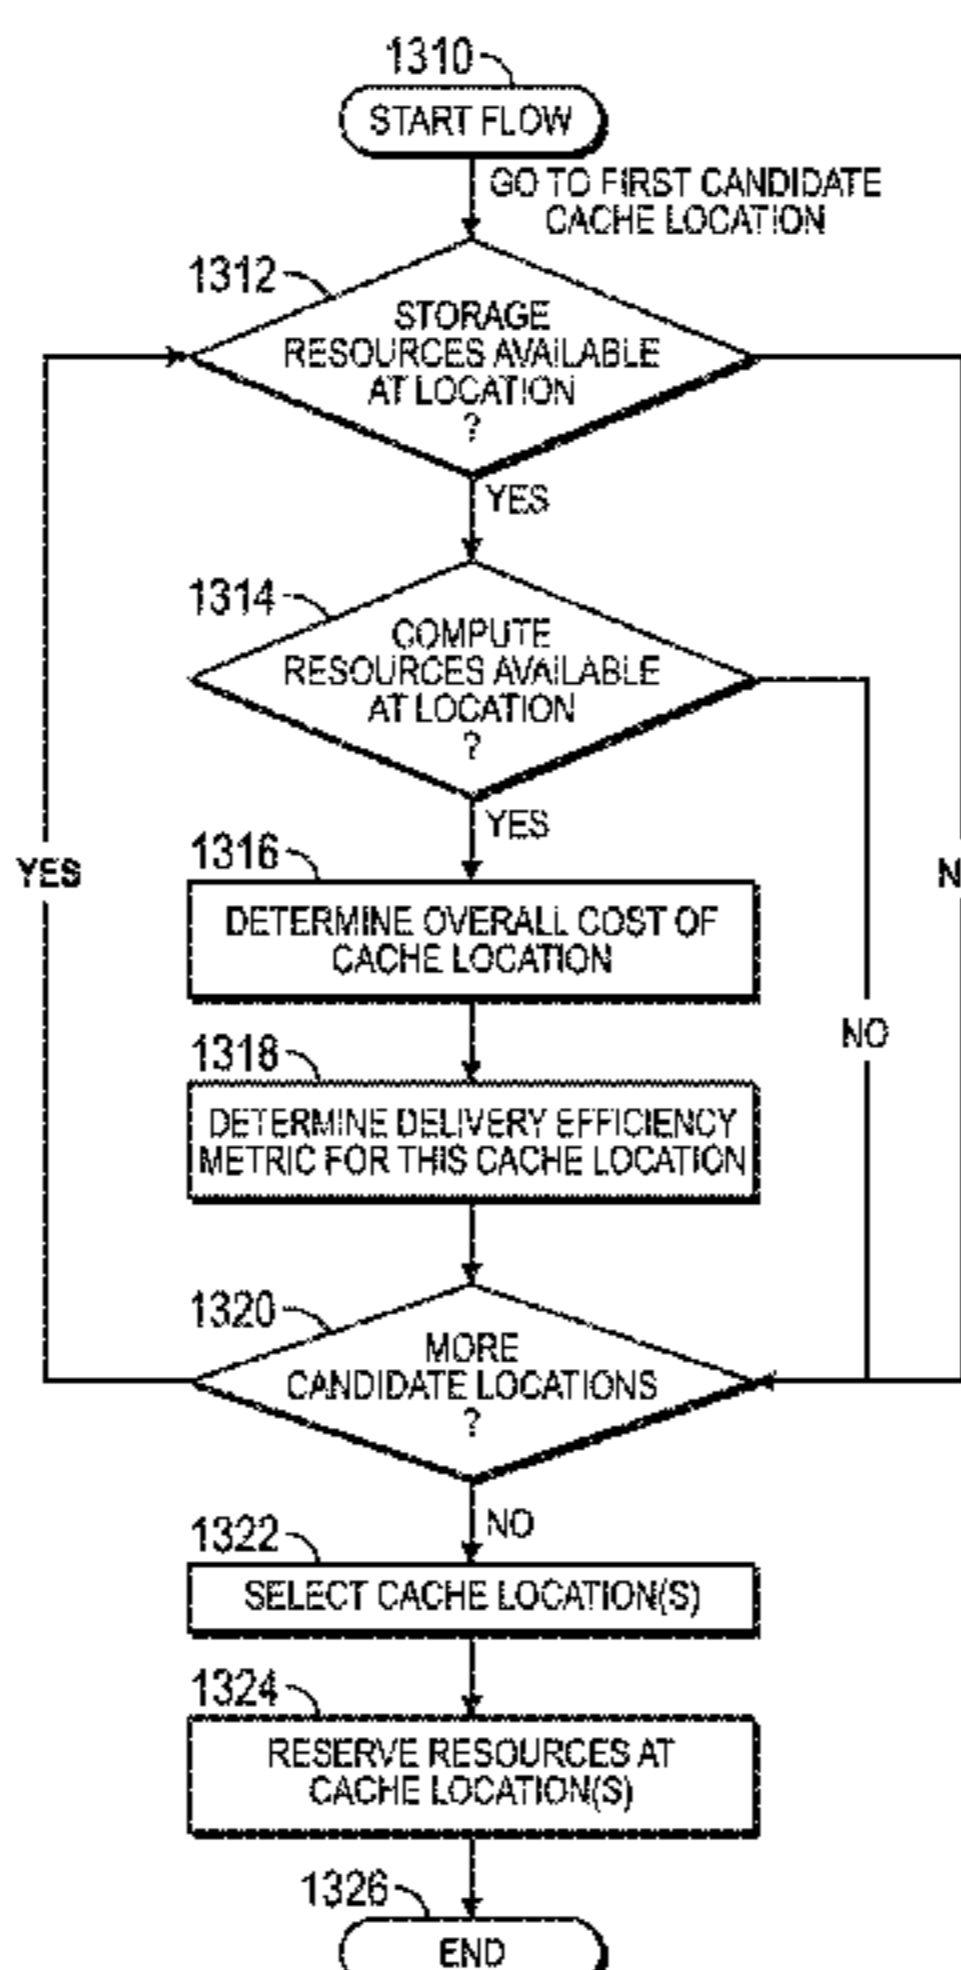 1310
START FLOW
GO TO FIRST CANDIDATE
CACHE LOCATION
1312
STORAGE
RESOURCES AVAILABLE
AT LOCATION
?
YES
1314
COMPUTE
RESOURCES AVAILABLE
AT LOCATION
?
YES
YES
N
1316
DETERMINE OVERALL COST OF
CACHE LOCATION
NO
1318
DETERMINE DELIVERY EFFICIENCY
METRIC FOR THIS CACHE LOCATION
1320
MORE
CANDIDATE LOCATIONS
?
NO
1322
SELECT CACHE LOCATION(S)
1324
RESERVE RESOURCES AT
CACHE LOCATION(S)
1326
END